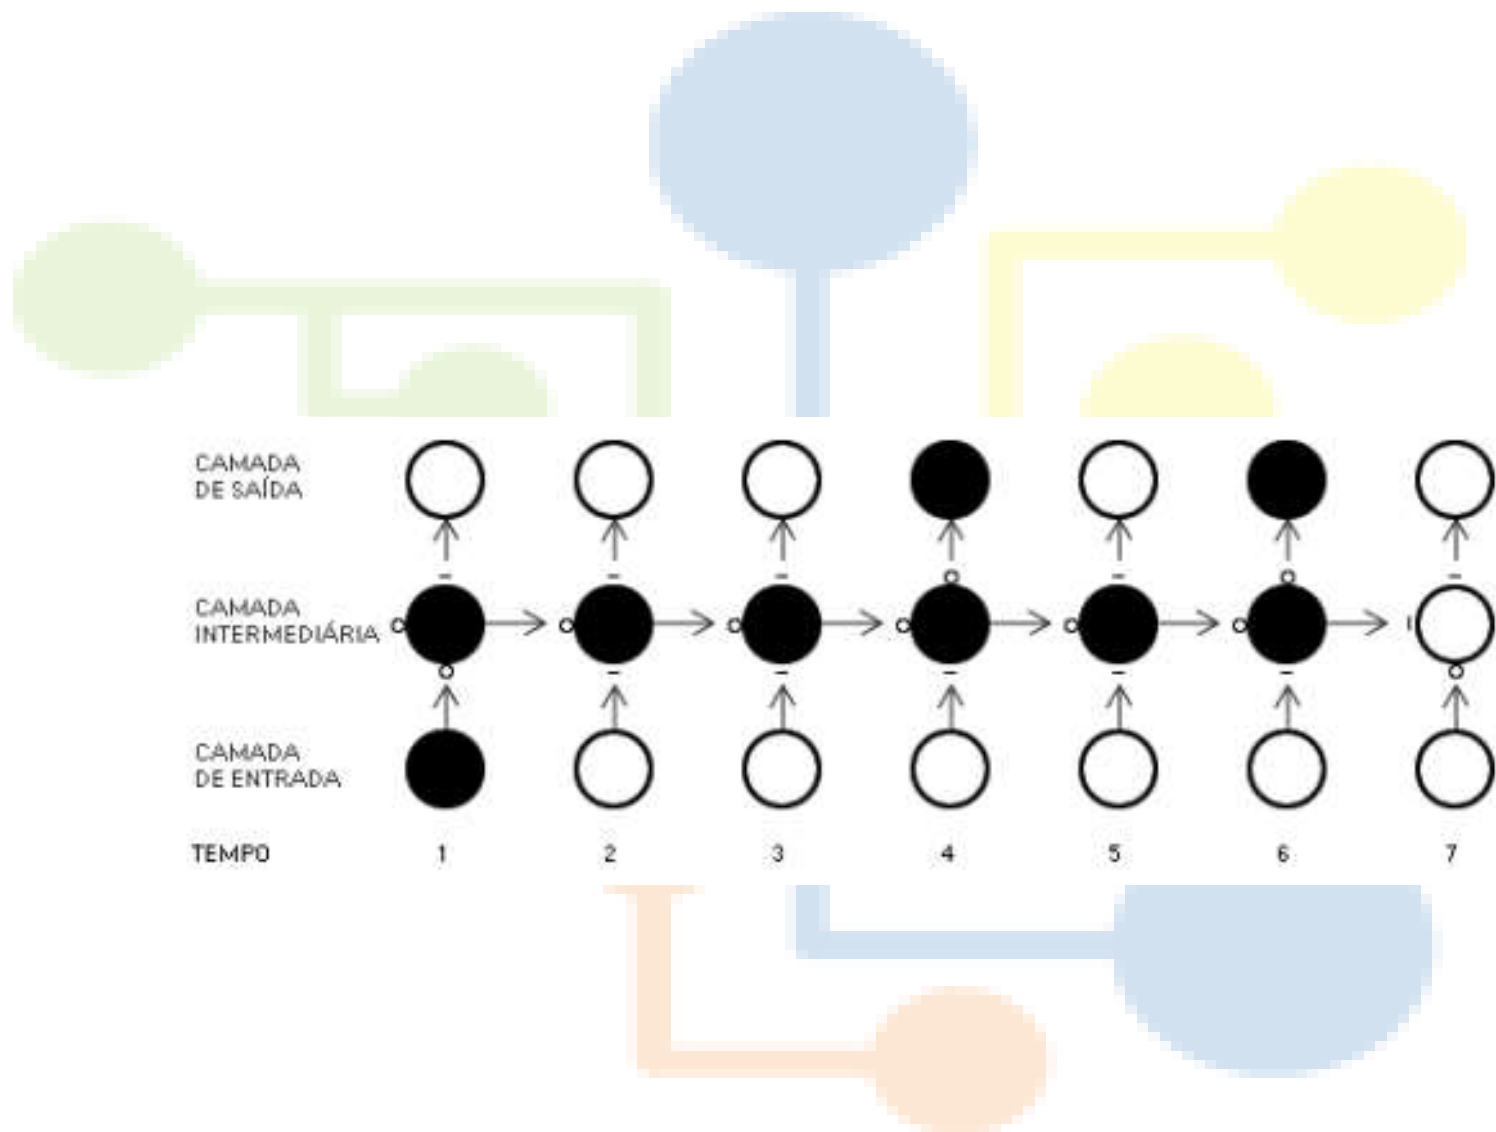 CAMADA
DE SAÍDA
CAMADA
INTERMEDIÁRIA
CAMADA
DE ENTRADA
TEMPO 1 2 3 4 5 6 7